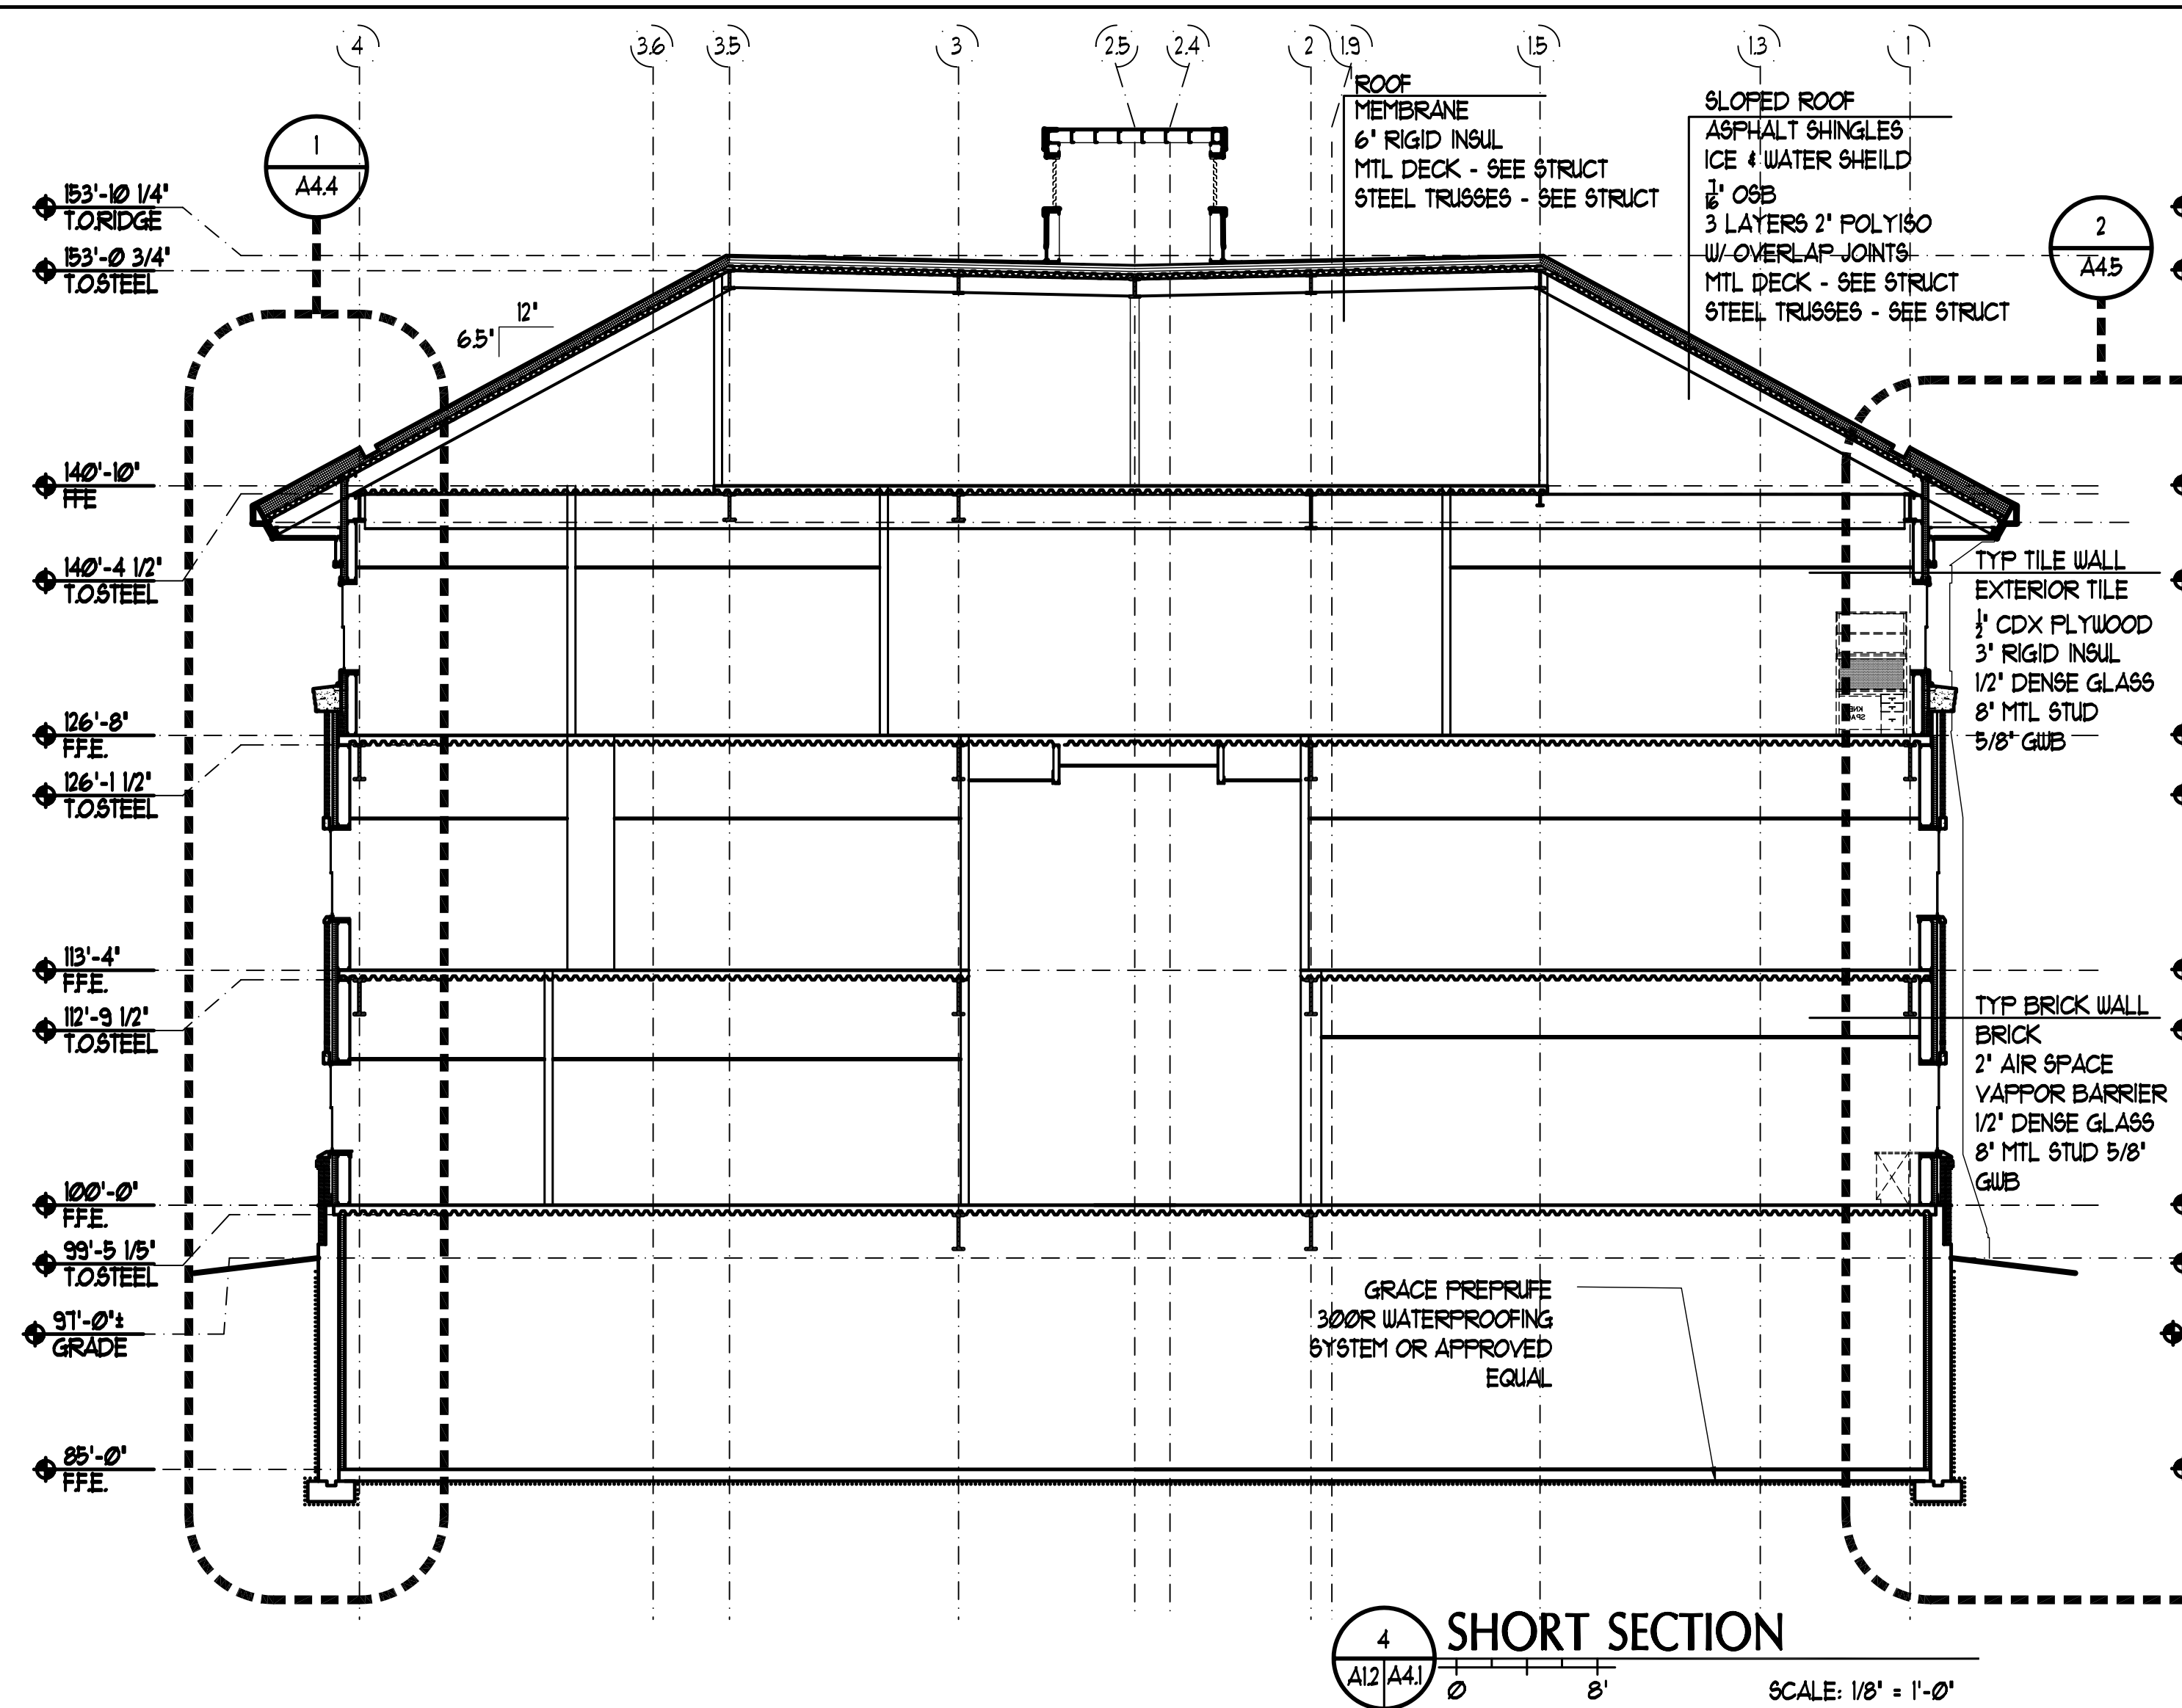 4 3.6 3.5 3 2.5 2.4 2 1.9 1.5 1.3 1
ROOF
MEMBRANE
6" RIGID INSUL
MTL DECK - SEE STRUCT
STEEL TRUSSES - SEE STRUCT
SLOPED ROOF
ASPHALT SHINGLES
ICE & WATER SHEILD
OSB
3 LAYERS 2" POLYISO
W/ OVERLAP JOINTS
MTL DECK - SEE STRUCT
STEEL TRUSSES - SEE STRUCT
1
A4.4
2
A4.5
153'-10 1/4"
T.O.RIDGE
153'-0 3/4"
T.O.STEEL
12"
6.5"
140'-10"
FFE
140'-4 1/2"
T.O.STEEL
126'-8"
F.F.E.
126'-1 1/2"
T.O.STEEL
113'-4"
F.F.E.
112'-9 1/2"
T.O.STEEL
100'-0"
F.F.E.
99'-5 1/5"
T.O.STEEL
97'-0"±
GRADE
85'-0"
F.F.E.
TYP TILE WALL
EXTERIOR TILE
1/2" CDX PLYWOOD
3" RIGID INSUL
1/2" DENSE GLASS
8" MTL STUD
5/8" GWB
TYP BRICK WALL
BRICK
2" AIR SPACE
VAPPOR BARRIER
1/2" DENSE GLASS
8" MTL STUD 5/8"
GWB
GRACE PREPRUFE
300R WATERPROOFING
SYSTEM OR APPROVED
EQUAL
4
A1.2 A4.1
SHORT SECTION
0 8'
SCALE: 1/8" = 1'-0"